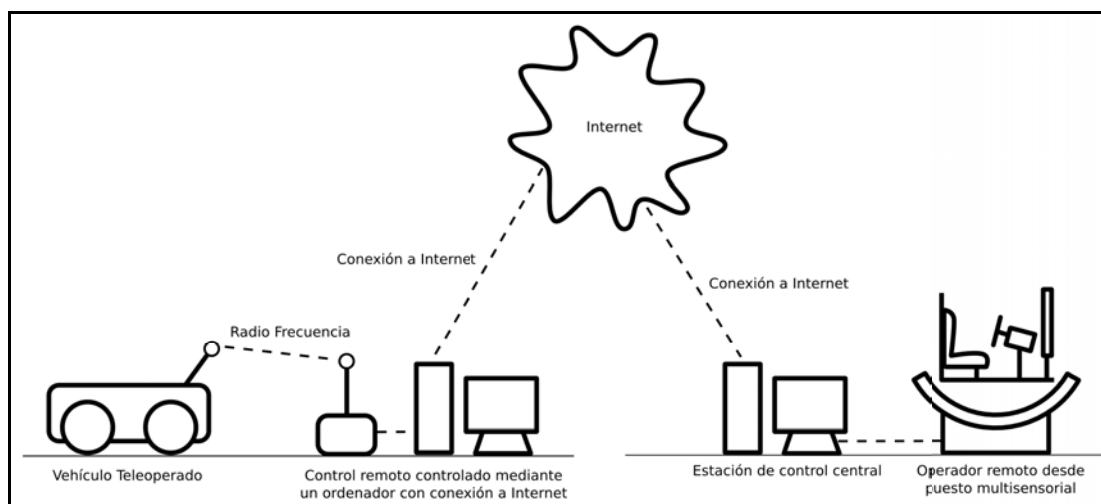 Internet
Conexión a Internet
Conexión a Internet
Radio Frecuencia
Vehículo Teleoperado
Control remoto controlado mediante
un ordenador con conexión a Internet
Estación de control central
Operador remoto desde
puesto multisensorial